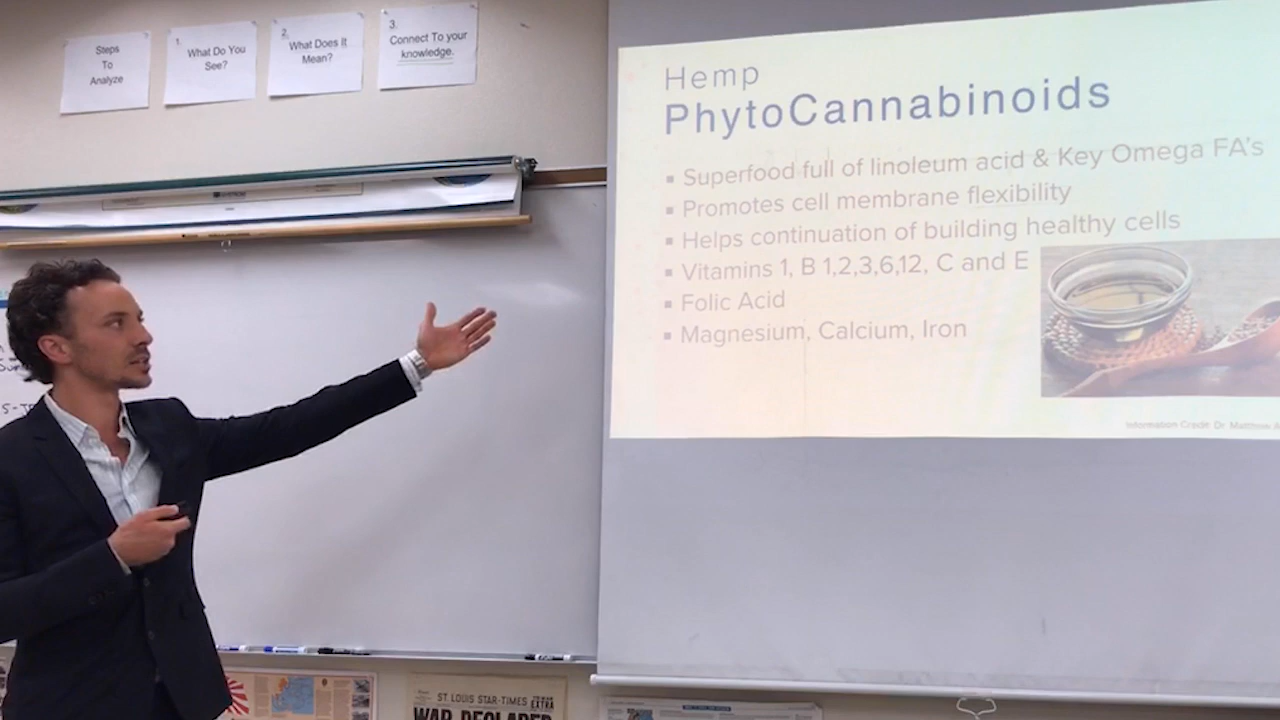 Steps
To
Analyze
1.
What Do You
See?
2.
What Does It
Mean?
3.
Connect To your
knowledge.
Hemp
PhytoCannabinoids
Superfood full of linoleum acid & Key Omega FA's
Promotes cell membrane flexibility
Helps continuation of building healthy cells
Vitamins 1, B 1,2,3,6,12, C and E
Folic Acid
Magnesium, Calcium, Iron
Information Credit: Dr. Matthew
ST. LOUIS STAR-TIMES
EXTRA
WAR DECLARED